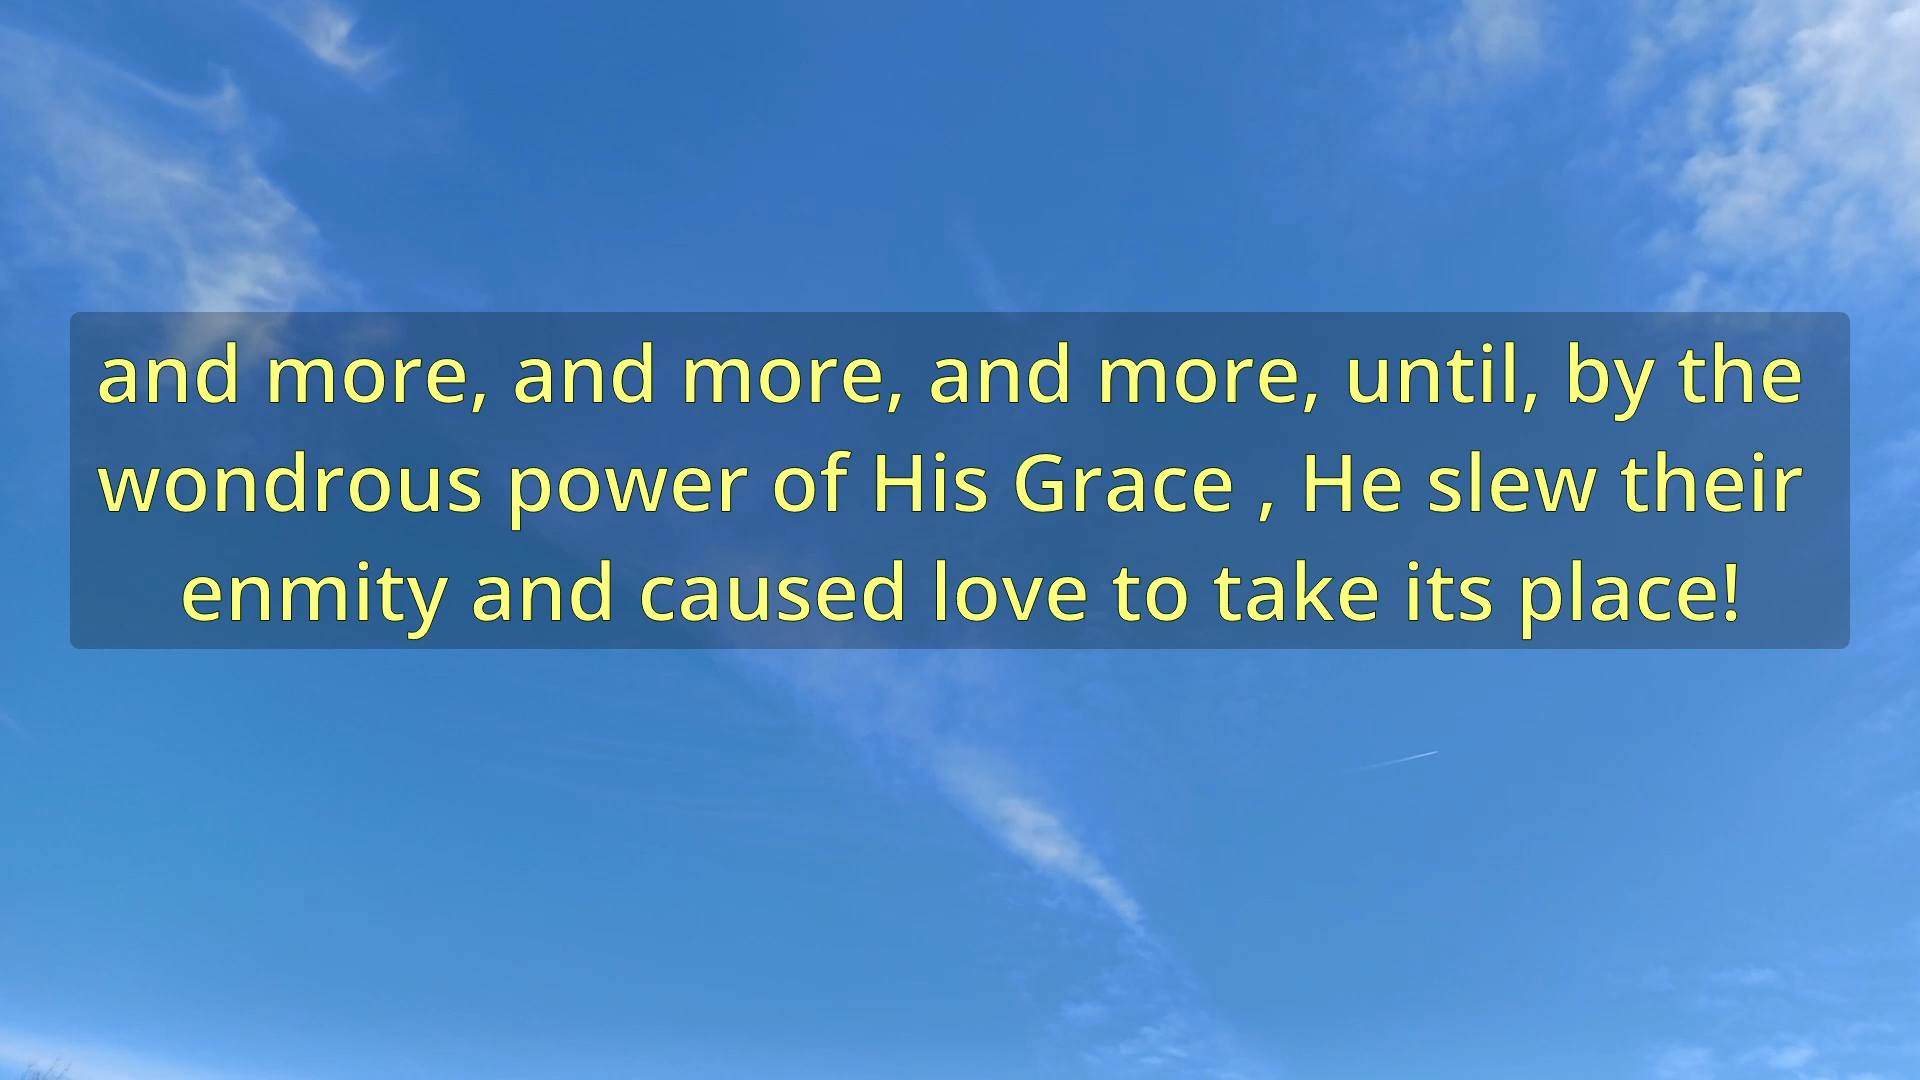 and more, and more, and more, until, by the
wondrous power of His Grace , He slew their
enmity and caused love to take its place!